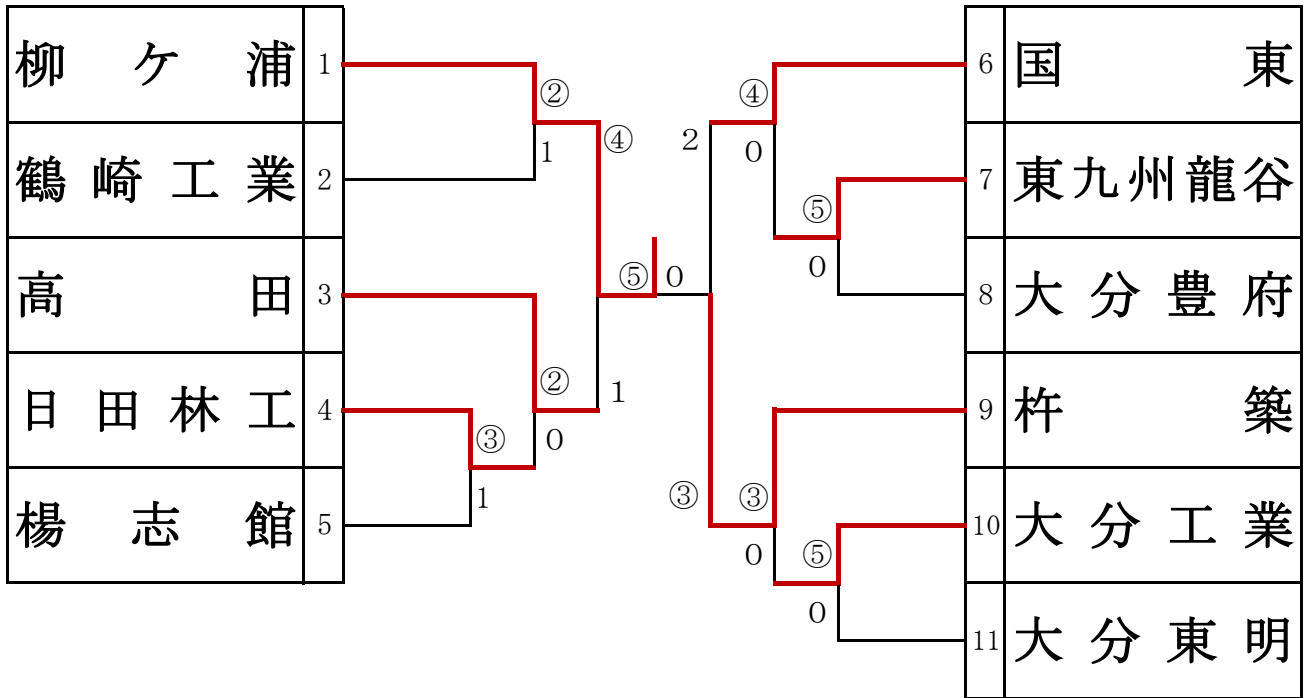 柳ケ浦 1
鶴崎工業 2
高田 3
日田林工 4
楊志館 5
②
1
④
②
0
③
1
1
⑤ 0
2
④
0
⑤
0
③
③
0
⑤
0
6 国東
7 東九州龍谷
8 大分豊府
9 杵築
10 大分工業
11 大分東明